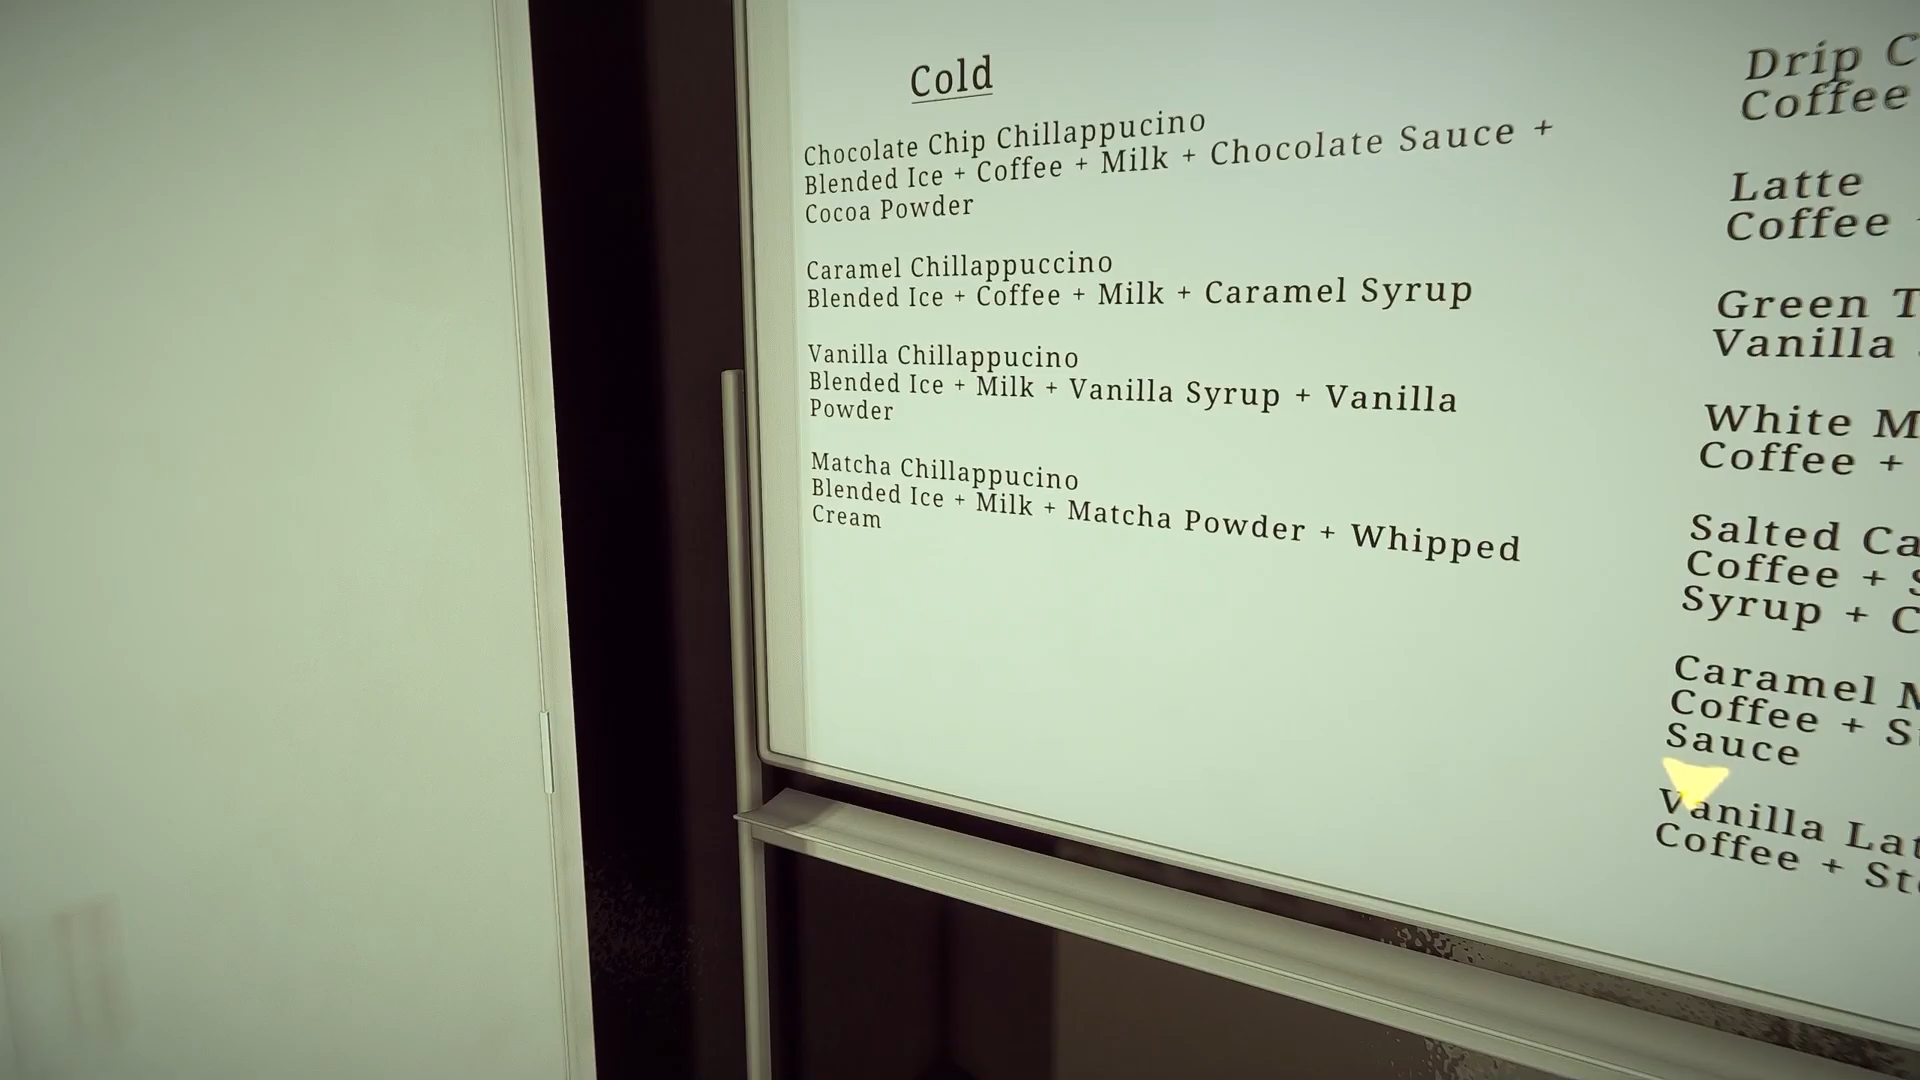 Cold
Chocolate Chip Chillappucino
Blended Ice + Coffee + Milk + Chocolate Sauce +
Cocoa Powder
Caramel Chillappuccino
Blended Ice + Coffee + Milk + Caramel Syrup
Vanilla Chillappucino
Blended Ice + Milk + Vanilla Syrup + Vanilla
Powder
Matcha Chillappucino
Blended Ice + Milk + Matcha Powder + Whipped
Cream
Drip
Coffee
Latte
Coffee
Green
Vanilla
White
Coffee +
Salted
Coffee +
Syrup +
Caramel
Coffee +
Sauce
Vanilla
Coffee +